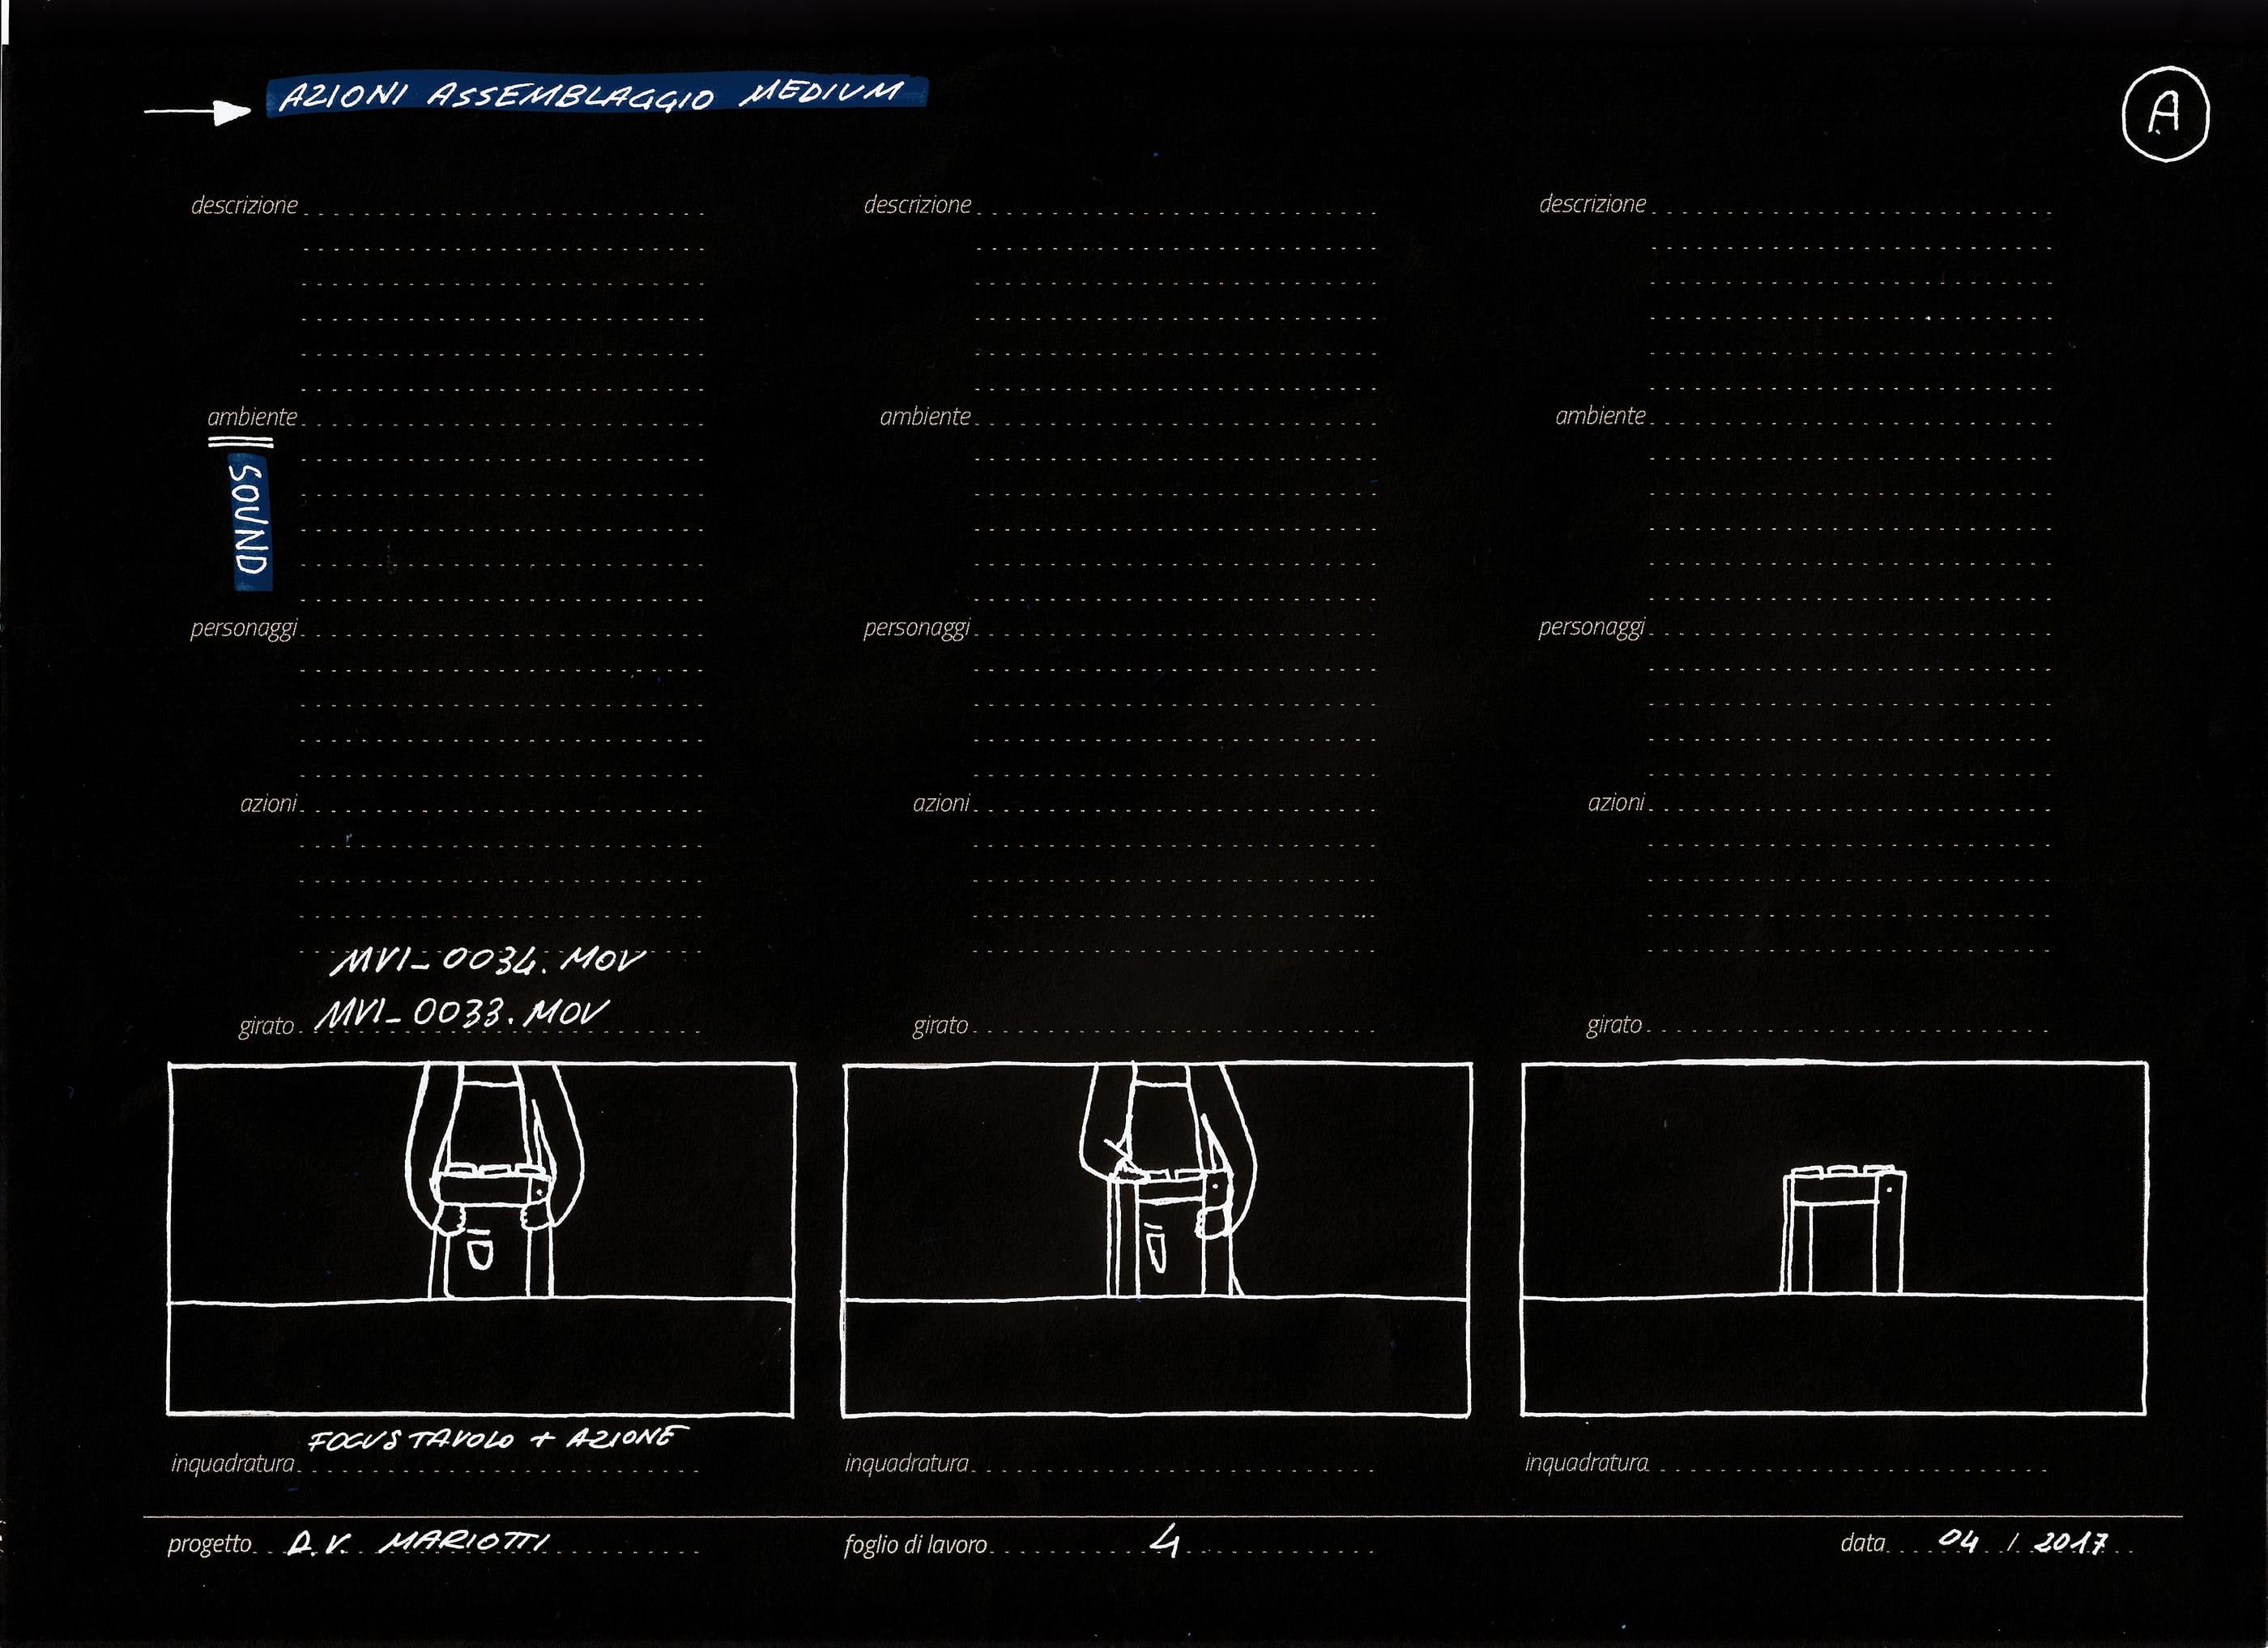 AZIONI ASSEMBLAGGIO MEDIUM
A
descrizione
ambiente
SOUND
personaggi
azioni
MVI_0034.MOV
MVI_0033.MOV
girato
FOCUS TAVOLO + AZIONE
inquadratura
descrizione
ambiente
personaggi
azioni
girato
inquadratura
descrizione
ambiente
personaggi
azioni
girato
inquadratura
progetto D.V. MARIOTTI
foglio di lavoro 4
data 04 / 2017